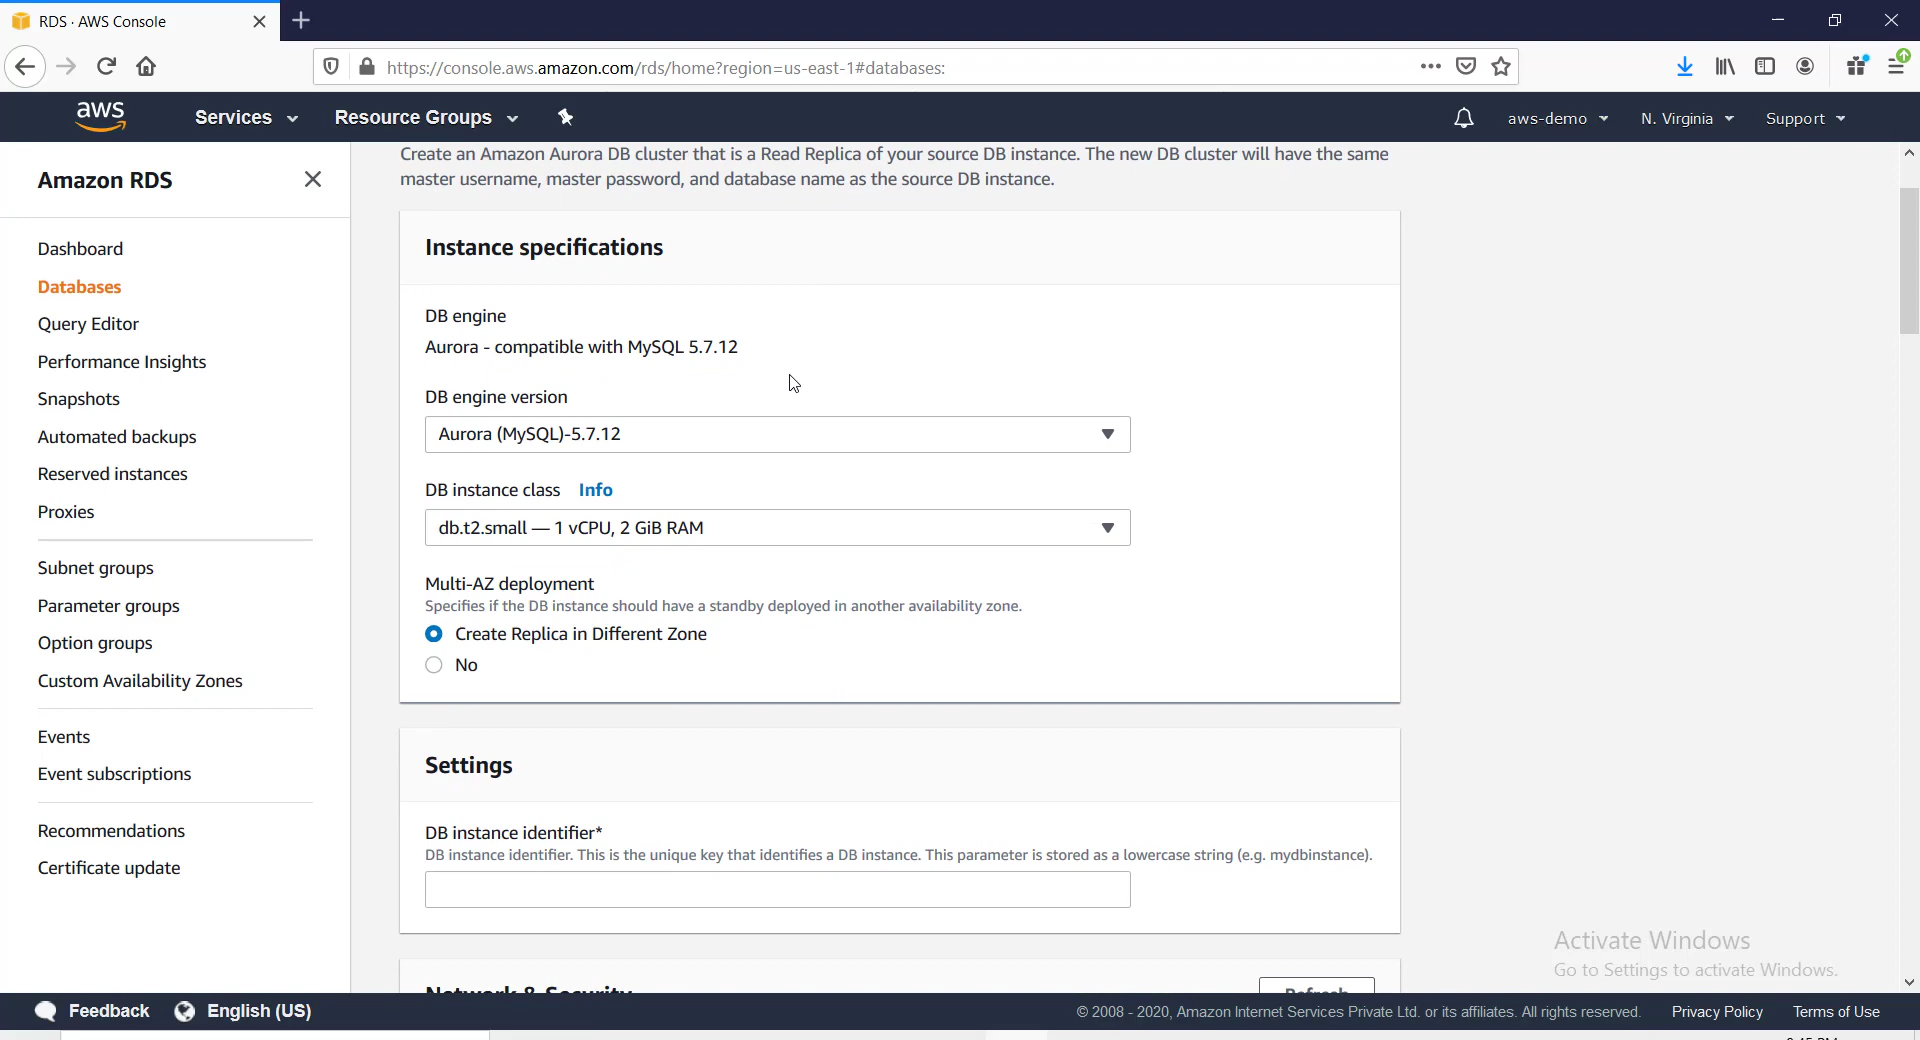 RDS · AWS Console
https://console.aws.amazon.com/rds/home?region=us-east-1#databases:
aws Services Resource Groups aws-demo N. Virginia Support
Amazon RDS
Dashboard
Databases
Query Editor
Performance Insights
Snapshots
Automated backups
Reserved instances
Proxies
Subnet groups
Parameter groups
Option groups
Custom Availability Zones
Events
Event subscriptions
Recommendations
Certificate update
Create an Amazon Aurora DB cluster that is a Read Replica of your source DB instance. The new DB cluster will have the same
master username, master password, and database name as the source DB instance.
Instance specifications
DB engine
Aurora - compatible with MySQL 5.7.12
DB engine version
Aurora (MySQL)-5.7.12
DB instance class Info
db.t2.small — 1 vCPU, 2 GiB RAM
Multi-AZ deployment
Specifies if the DB instance should have a standby deployed in another availability zone.
Create Replica in Different Zone
No
Settings
DB instance identifier*
DB instance identifier. This is the unique key that identifies a DB instance. This parameter is stored as a lowercase string (e.g. mydbinstance).
Network & Security Refresh
Activate Windows
Go to Settings to activate Windows.
Feedback English (US) © 2008 - 2020, Amazon Internet Services Private Ltd. or its affiliates. All rights reserved. Privacy Policy Terms of Use